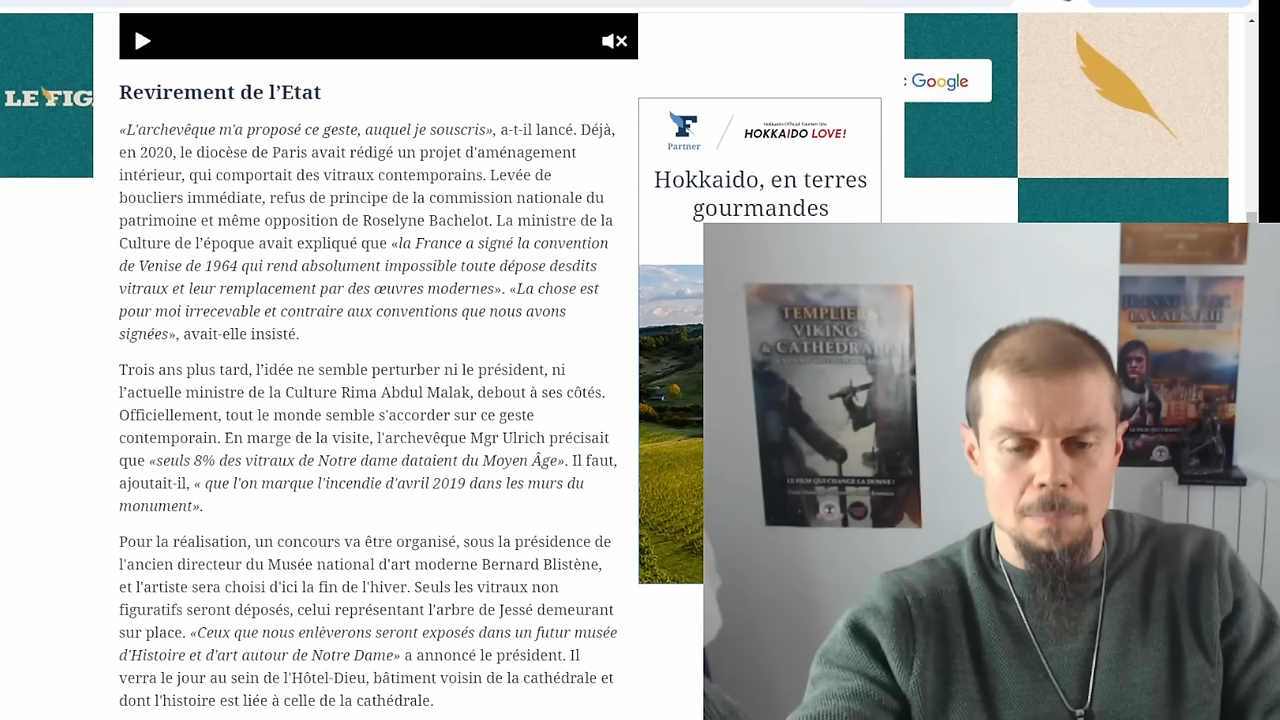 LE FIG
Google
Revirement de l’Etat
«L'archevêque m'a proposé ce geste, auquel je souscris», a-t-il lancé. Déjà,
en 2020, le diocèse de Paris avait rédigé un projet d'aménagement
intérieur, qui comportait des vitraux contemporains. Levée de
boucliers immédiate, refus de principe de la commission nationale du
patrimoine et même opposition de Roselyne Bachelot. La ministre de la
Culture de l’époque avait expliqué que «la France a signé la convention
de Venise de 1964 qui rend absolument impossible toute dépose desdits
vitraux et leur remplacement par des œuvres modernes». «La chose est
pour moi irrecevable et contraire aux conventions que nous avons
signées», avait-elle insisté.
Trois ans plus tard, l’idée ne semble perturber ni le président, ni
l’actuelle ministre de la Culture Rima Abdul Malak, debout à ses côtés.
Officiellement, tout le monde semble s'accorder sur ce geste
contemporain. En marge de la visite, l'archevêque Mgr Ulrich précisait
que «seuls 8% des vitraux de Notre dame dataient du Moyen Âge». Il faut,
ajoutait-il, « que l'on marque l'incendie d'avril 2019 dans les murs du
monument».
Pour la réalisation, un concours va être organisé, sous la présidence de
l'ancien directeur du Musée national d'art moderne Bernard Blistène,
et l'artiste sera choisi d'ici la fin de l'hiver. Seuls les vitraux non
figuratifs seront déposés, celui représentant l'arbre de Jessé demeurant
sur place. «Ceux que nous enlèverons seront exposés dans un futur musée
d'Histoire et d'art autour de Notre Dame» a annoncé le président. Il
verra le jour au sein de l'Hôtel-Dieu, bâtiment voisin de la cathédrale et
dont l'histoire est liée à celle de la cathédrale.
F
Partner
Hokkaido Official Tourism Site
HOKKAIDO LOVE!
Hokkaido, en terres
gourmandes
TEMPLIERS
VIKINGS
& CATHÉDRALES
LE FILM QUI CHANGE LA DONNE !
LA VALKYRIE